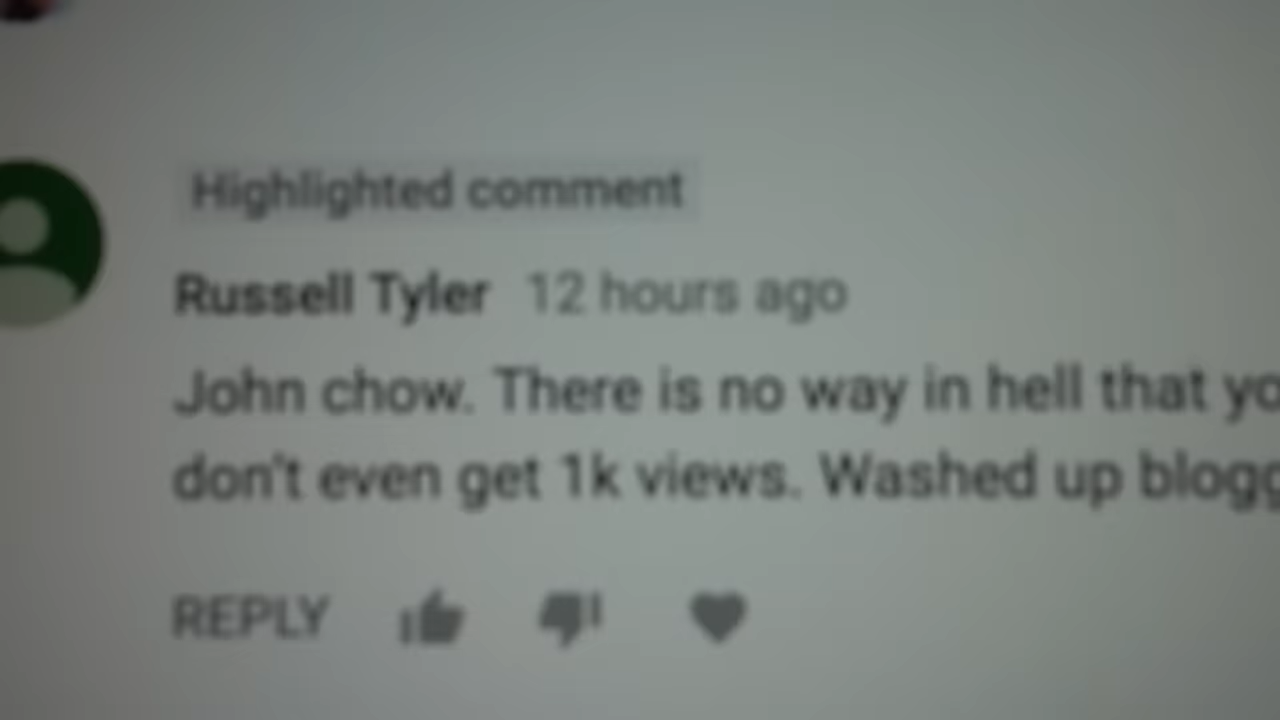 Highlighted comment
Russell Tyler 12 hours ago
John chow. There is no way in hell that yo
don't even get 1k views. Washed up blogg
REPLY